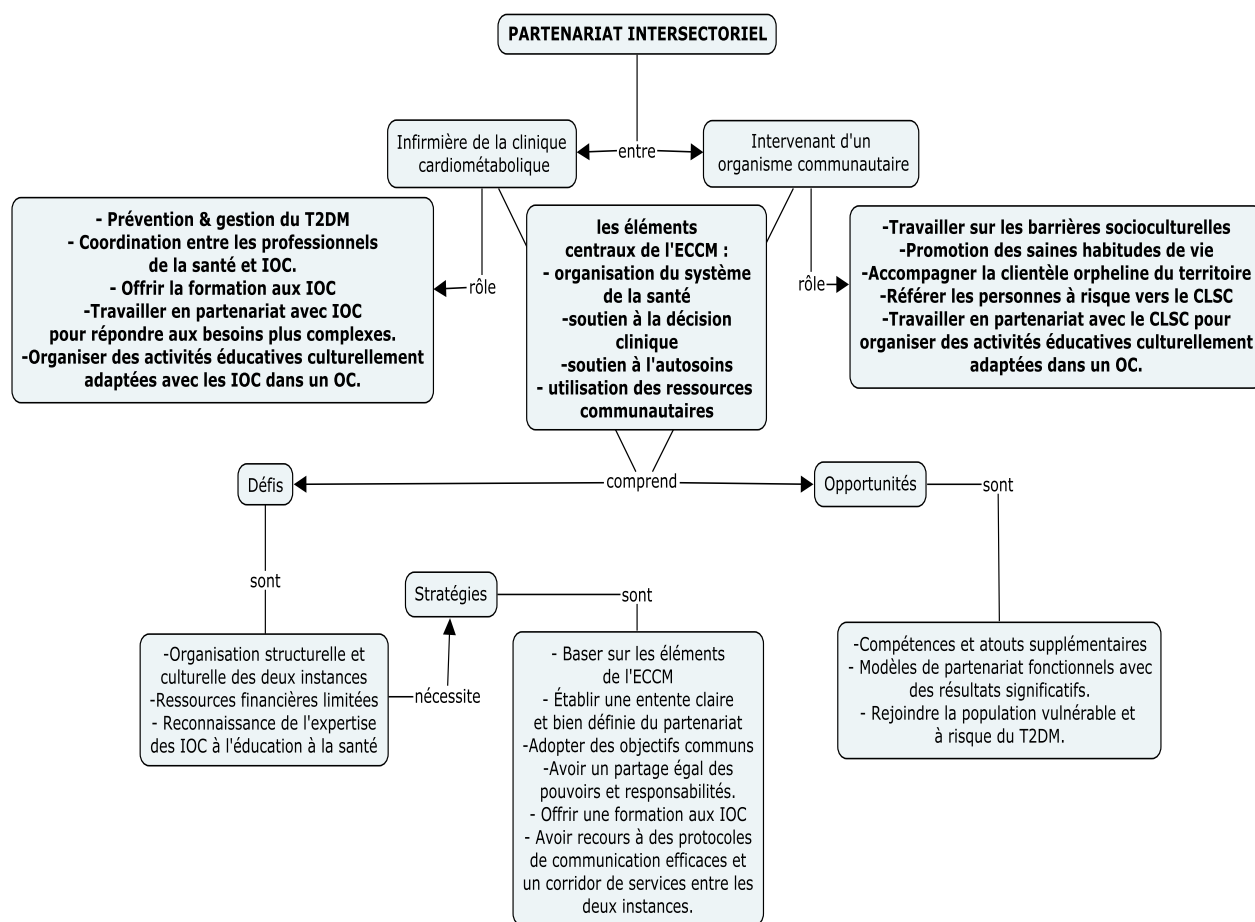 PARTENARIAT INTERSECTORIEL
Infirmière de la clinique
cardiométabolique
entre
Intervenant d'un
organisme communautaire
- Prévention & gestion du T2DM
- Coordination entre les professionnels
de la santé et IOC.
- Offrir la formation aux IOC
-Travailler en partenariat avec IOC
pour répondre aux besoins plus complexes.
-Organiser des activités éducatives culturellement
adaptées avec les IOC dans un OC.
rôle
les éléments
centraux de l'ECCM :
- organisation du système
de la santé
-soutien à la décision
clinique
-soutien à l'autosoins
- utilisation des ressources
communautaires
rôle
-Travailler sur les barrières socioculturelles
-Promotion des saines habitudes de vie
-Accompagner la clientèle orpheline du territoire
-Référer les personnes à risque vers le CLSC
-Travailler en partenariat avec le CLSC pour
organiser des activités éducatives culturellement
adaptées dans un OC.
Défis
comprend
Opportunités
sont
sont
Stratégies
sont
-Organisation structurelle et
culturelle des deux instances
-Ressources financières limitées
- Reconnaissance de l'expertise
des IOC à l'éducation à la santé
nécessite
- Baser sur les éléments
de l'ECCM
- Établir une entente claire
et bien définie du partenariat
-Adopter des objectifs communs
-Avoir un partage égal des
pouvoirs et responsabilités.
- Offrir une formation aux IOC
- Avoir recours à des protocoles
de communication efficaces et
un corridor de services entre les
deux instances.
-Compétences et atouts supplémentaires
- Modèles de partenariat fonctionnels avec
des résultats significatifs.
- Rejoindre la population vulnérable et
à risque du T2DM.